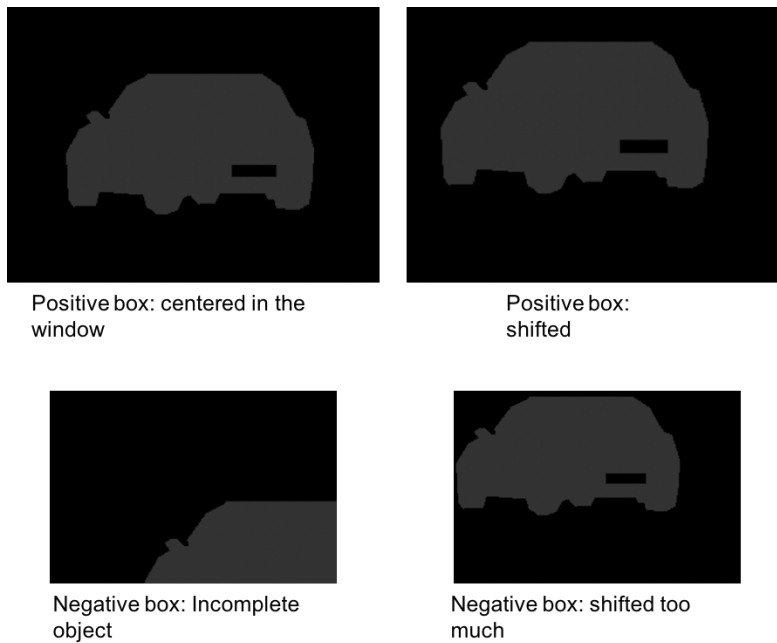 Positive box: centered in the
window
Positive box:
shifted
Negative box: Incomplete
object
Negative box: shifted too
much